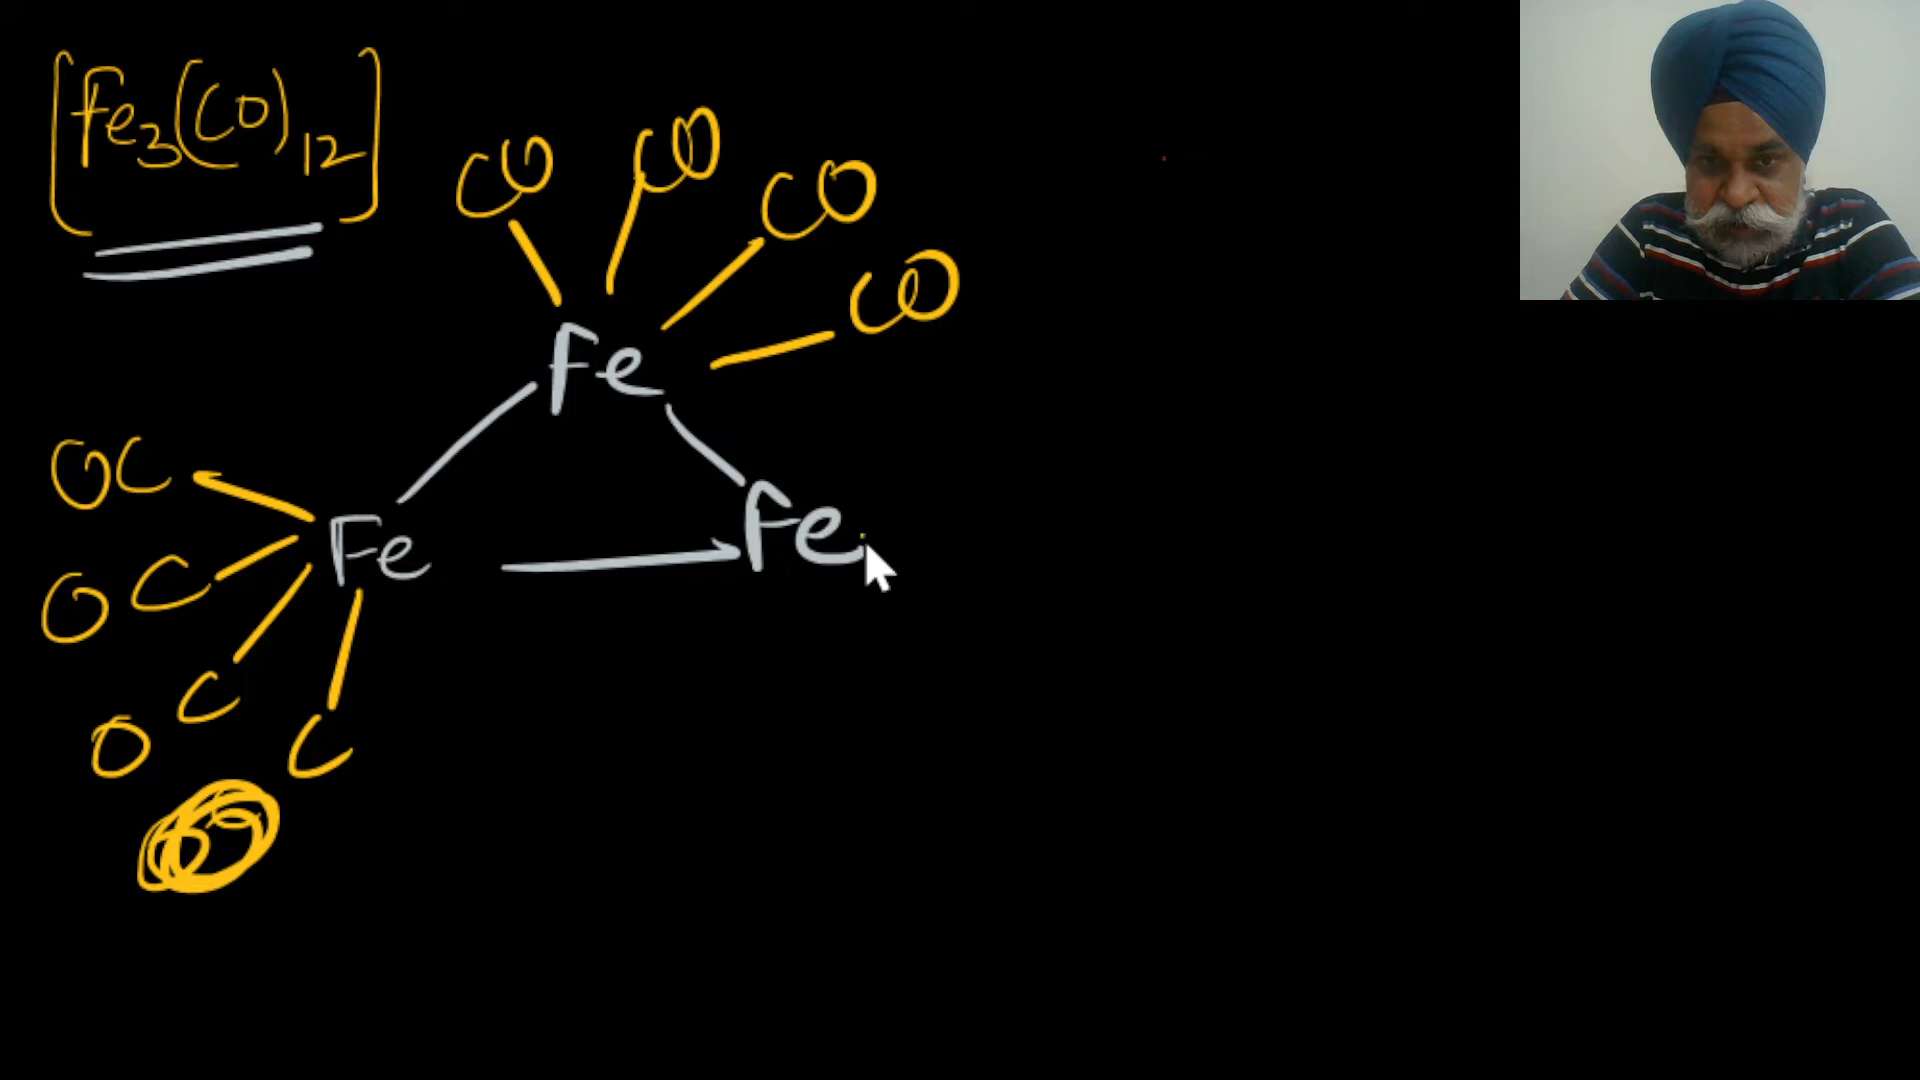 [Fe3(CO)12]
CO CO CO
CO
Fe
OC
Fe Fe
OC
OC
C